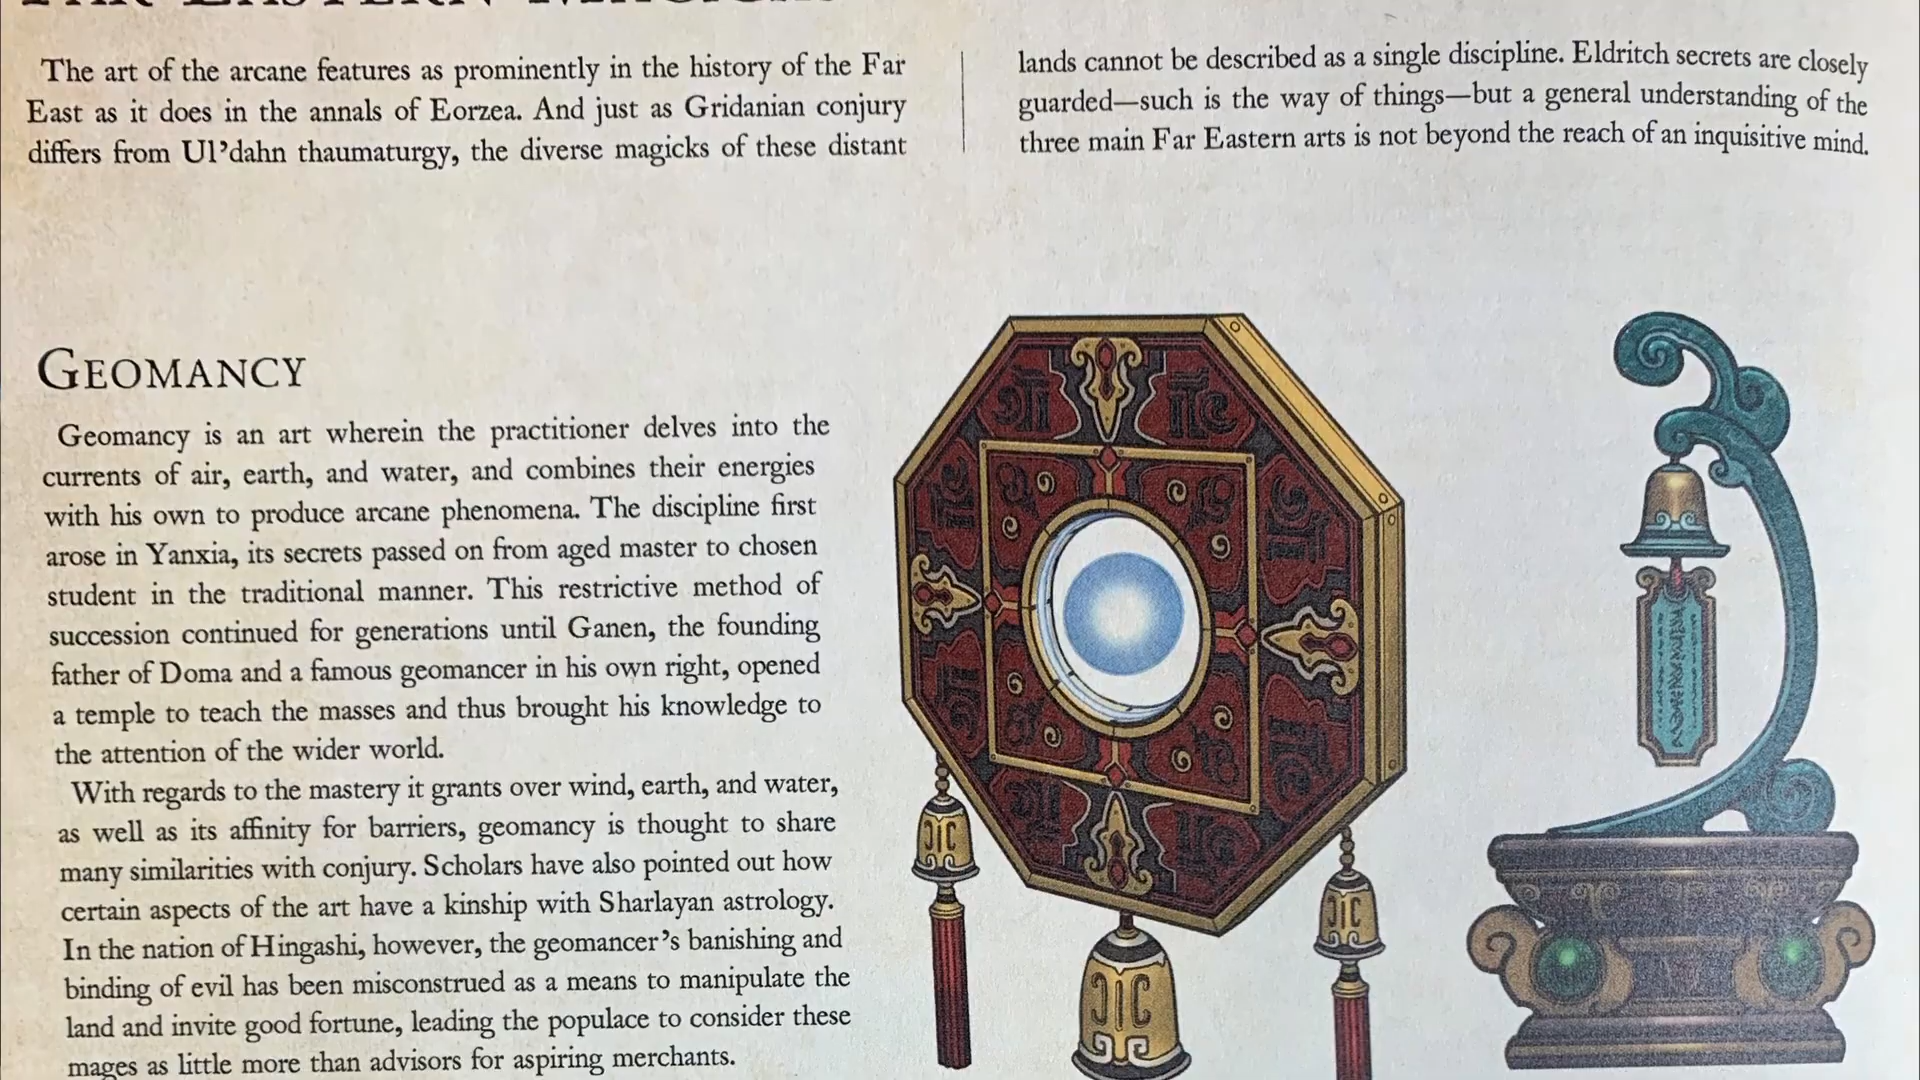 The art of the arcane features as prominently in the history of the Far
East as it does in the annals of Eorzea. And just as Gridanian conjury
differs from Ul'dahn thaumaturgy, the diverse magicks of these distant
lands cannot be described as a single discipline. Eldritch secrets are closely
guarded—such is the way of things—but a general understanding of the
three main Far Eastern arts is not beyond the reach of an inquisitive mind.
GEOMANCY
Geomancy is an art wherein the practitioner delves into the
currents of air, earth, and water, and combines their energies
with his own to produce arcane phenomena. The discipline first
arose in Yanxia, its secrets passed on from aged master to chosen
student in the traditional manner. This restrictive method of
succession continued for generations until Ganen, the founding
father of Doma and a famous geomancer in his own right, opened
a temple to teach the masses and thus brought his knowledge to
the attention of the wider world.
With regards to the mastery it grants over wind, earth, and water,
as well as its affinity for barriers, geomancy is thought to share
many similarities with conjury. Scholars have also pointed out how
certain aspects of the art have a kinship with Sharlayan astrology.
In the nation of Hingashi, however, the geomancer's banishing and
binding of evil has been misconstrued as a means to manipulate the
land and invite good fortune, leading the populace to consider these
mages as little more than advisors for aspiring merchants.